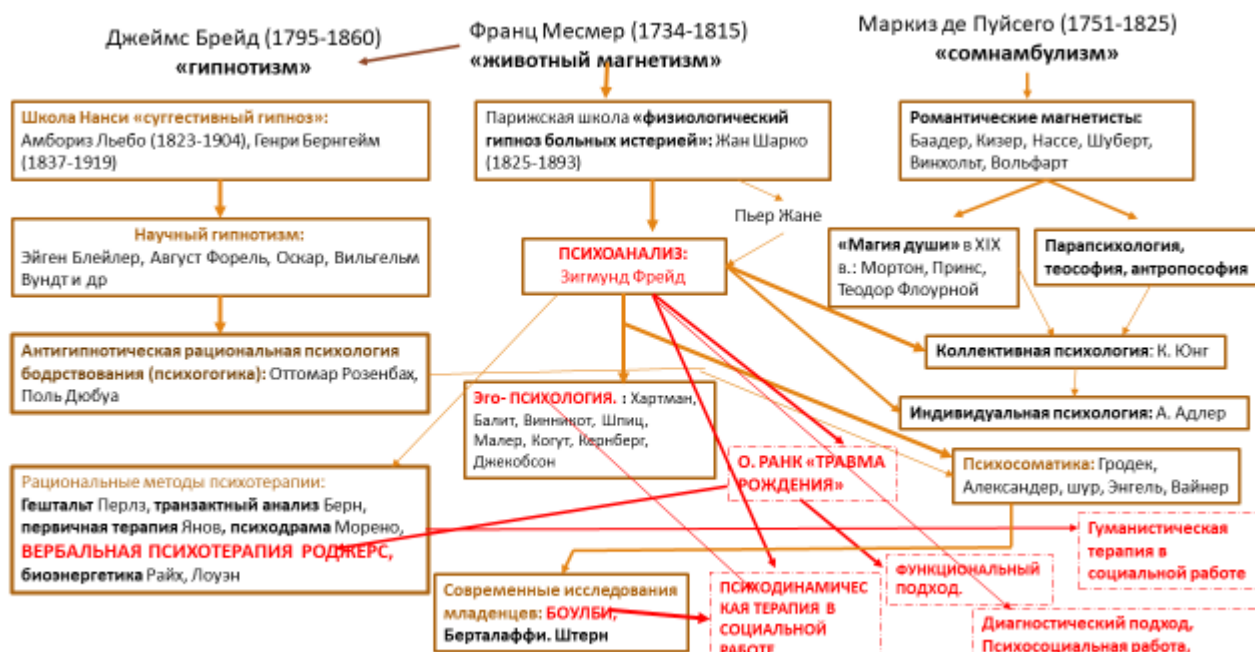 Джеймс Брейд (1795-1860)
«гипнотизм»
Франц Месмер (1734-1815)
«животный магнетизм»
Маркиз де Пуйсего (1751-1825)
«сомнамбулизм»
Школа Нанси «суггестивный гипноз»:
Амбориз Льебо (1823-1904), Генри Бернгейм
(1837-1919)
Парижская школа «физиологический
гипноз больных истерией»: Жан Шарко
(1825-1893)
Романтические магнетисты:
Баадер, Кизер, Нассе, Шуберт,
Винхольт, Вольфарт
Научный гипнотизм:
Эйген Блейлер, Август Форель, Оскар, Вильгельм
Вундт и др
Пьер Жане
ПСИХОАНАЛИЗ:
Зигмунд Фрейд
«Магия души» в XIX
в.: Мортон, Принс,
Теодор Флоурной
Парапсихология,
теософия, антропософия
Антигипнотическая рациональная психология
бодрствования (психогогика): Оттомар Розенбах,
Поль Дюбуа
Коллективная психология: К. Юнг
Индивидуальная психология: А. Адлер
Эго- ПСИХОЛОГИЯ. : Хартман,
Балит, Винникот, Шпиц,
Малер, Когут, Кернберг,
Джекобсон
О. РАНК «ТРАВМА
РОЖДЕНИЯ»
Психосоматика: Гродек,
Александер, шур, Энгель, Вайнер
Рациональные методы психотерапии:
Гештальт Перлз, транзактный анализ Берн,
первичная терапия Янов, психодрама Морено,
ВЕРБАЛЬНАЯ ПСИХОТЕРАПИЯ РОДЖЕРС,
биоэнергетика Райх, Лоуэн
Гуманистическая
терапия в
социальной работе
Современные исследования
младенцев: БОУЛБИ,
Берталаффи. Штерн
ПСИХОДИНАМИЧЕС
КАЯ ТЕРАПИЯ В
СОЦИАЛЬНОЙ
РАБОТЕ
ФУНКЦИОНАЛЬНЫЙ
ПОДХОД.
Диагностический подход,
Психосоциальная работа,